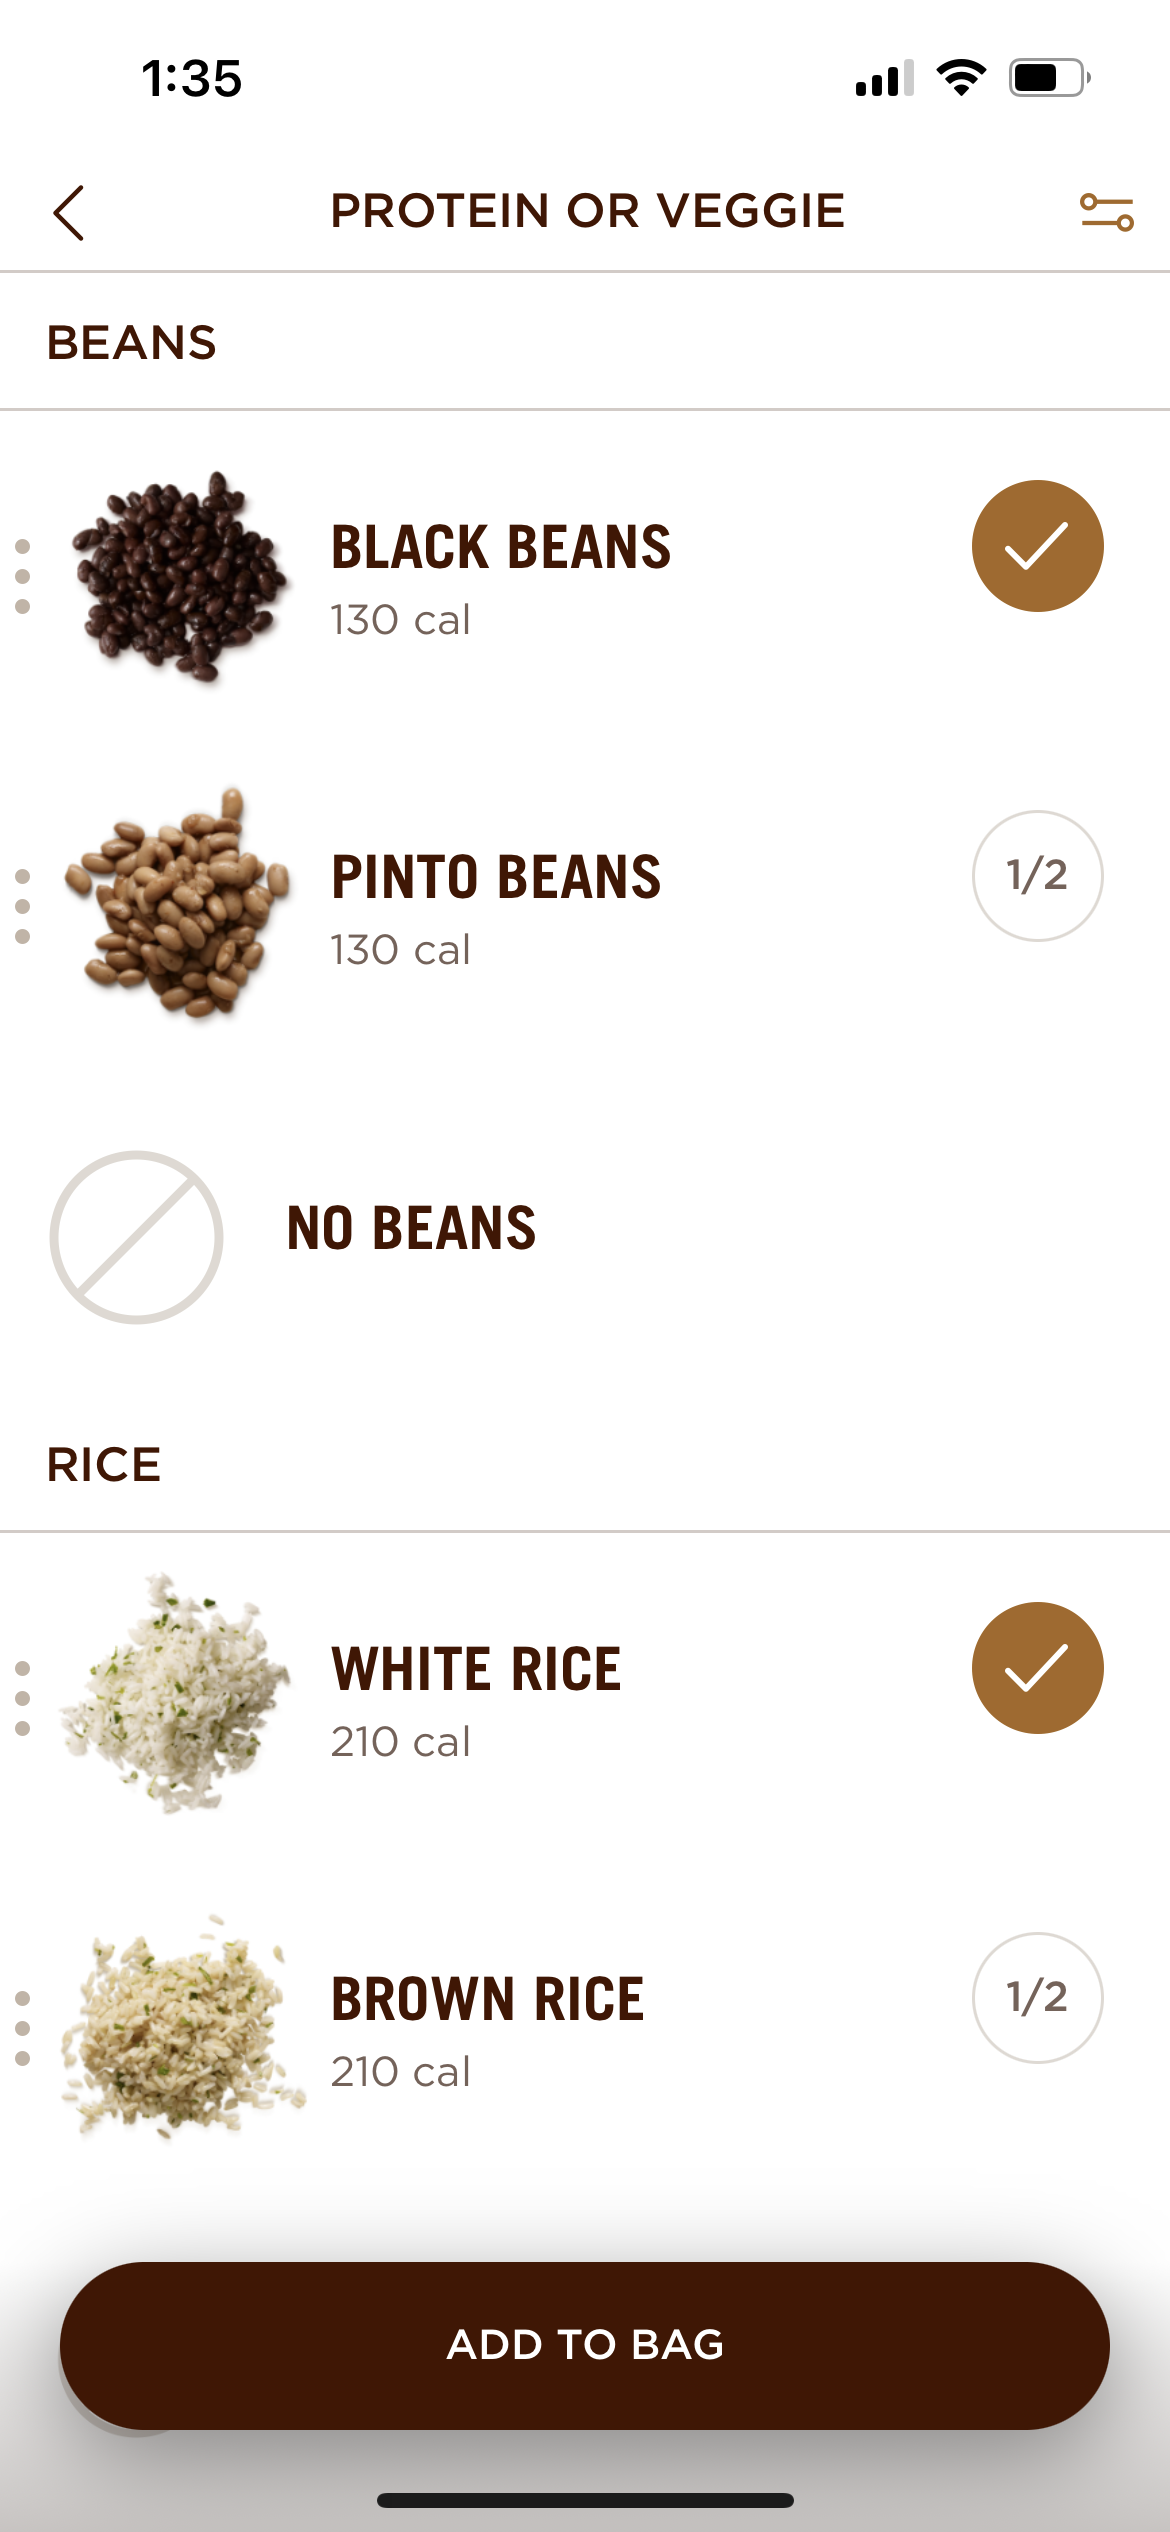 1:35
PROTEIN OR VEGGIE
BEANS
BLACK BEANS
130 cal
PINTO BEANS
130 cal
1/2
NO BEANS
RICE
WHITE RICE
210 cal
BROWN RICE
210 cal
1/2
ADD TO BAG